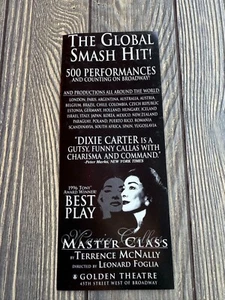 THE GLOBAL
SMASH HIT!
500 PERFORMANCES
AND COUNTING ON BROADWAY!
AND PRODUCTIONS ALL AROUND THE WORLD
LONDON, PARIS, ARGENTINA, AUSTRALIA, AUSTRIA,
BELGIUM, BRAZIL, CHILE, COLOMBIA, CZECH REPUBLIC
ESTONIA, GERMANY, HOLLAND, HUNGARY, ICELAND
ISRAEL, ITALY, JAPAN, KOREA, MEXICO, NEW ZEALAND
PARAGUAY, POLAND, PUERTO RICO, ROMANIA
SCANDINAVIA, SOUTH AFRICA, SPAIN, YUGOSLAVIA
"DIXIE CARTER IS A
GUTSY, FUNNY CALLAS WITH
CHARISMA AND COMMAND."
-Peter Marks, NEW YORK TIMES
1996 TONY
AWARD WINNER!
BEST
PLAY
MASTER CLASS
BY TERRENCE MCNALLY
DIRECTED BY LEONARD FOGLIA
GOLDEN THEATRE
45TH STREET WEST OF BROADWAY